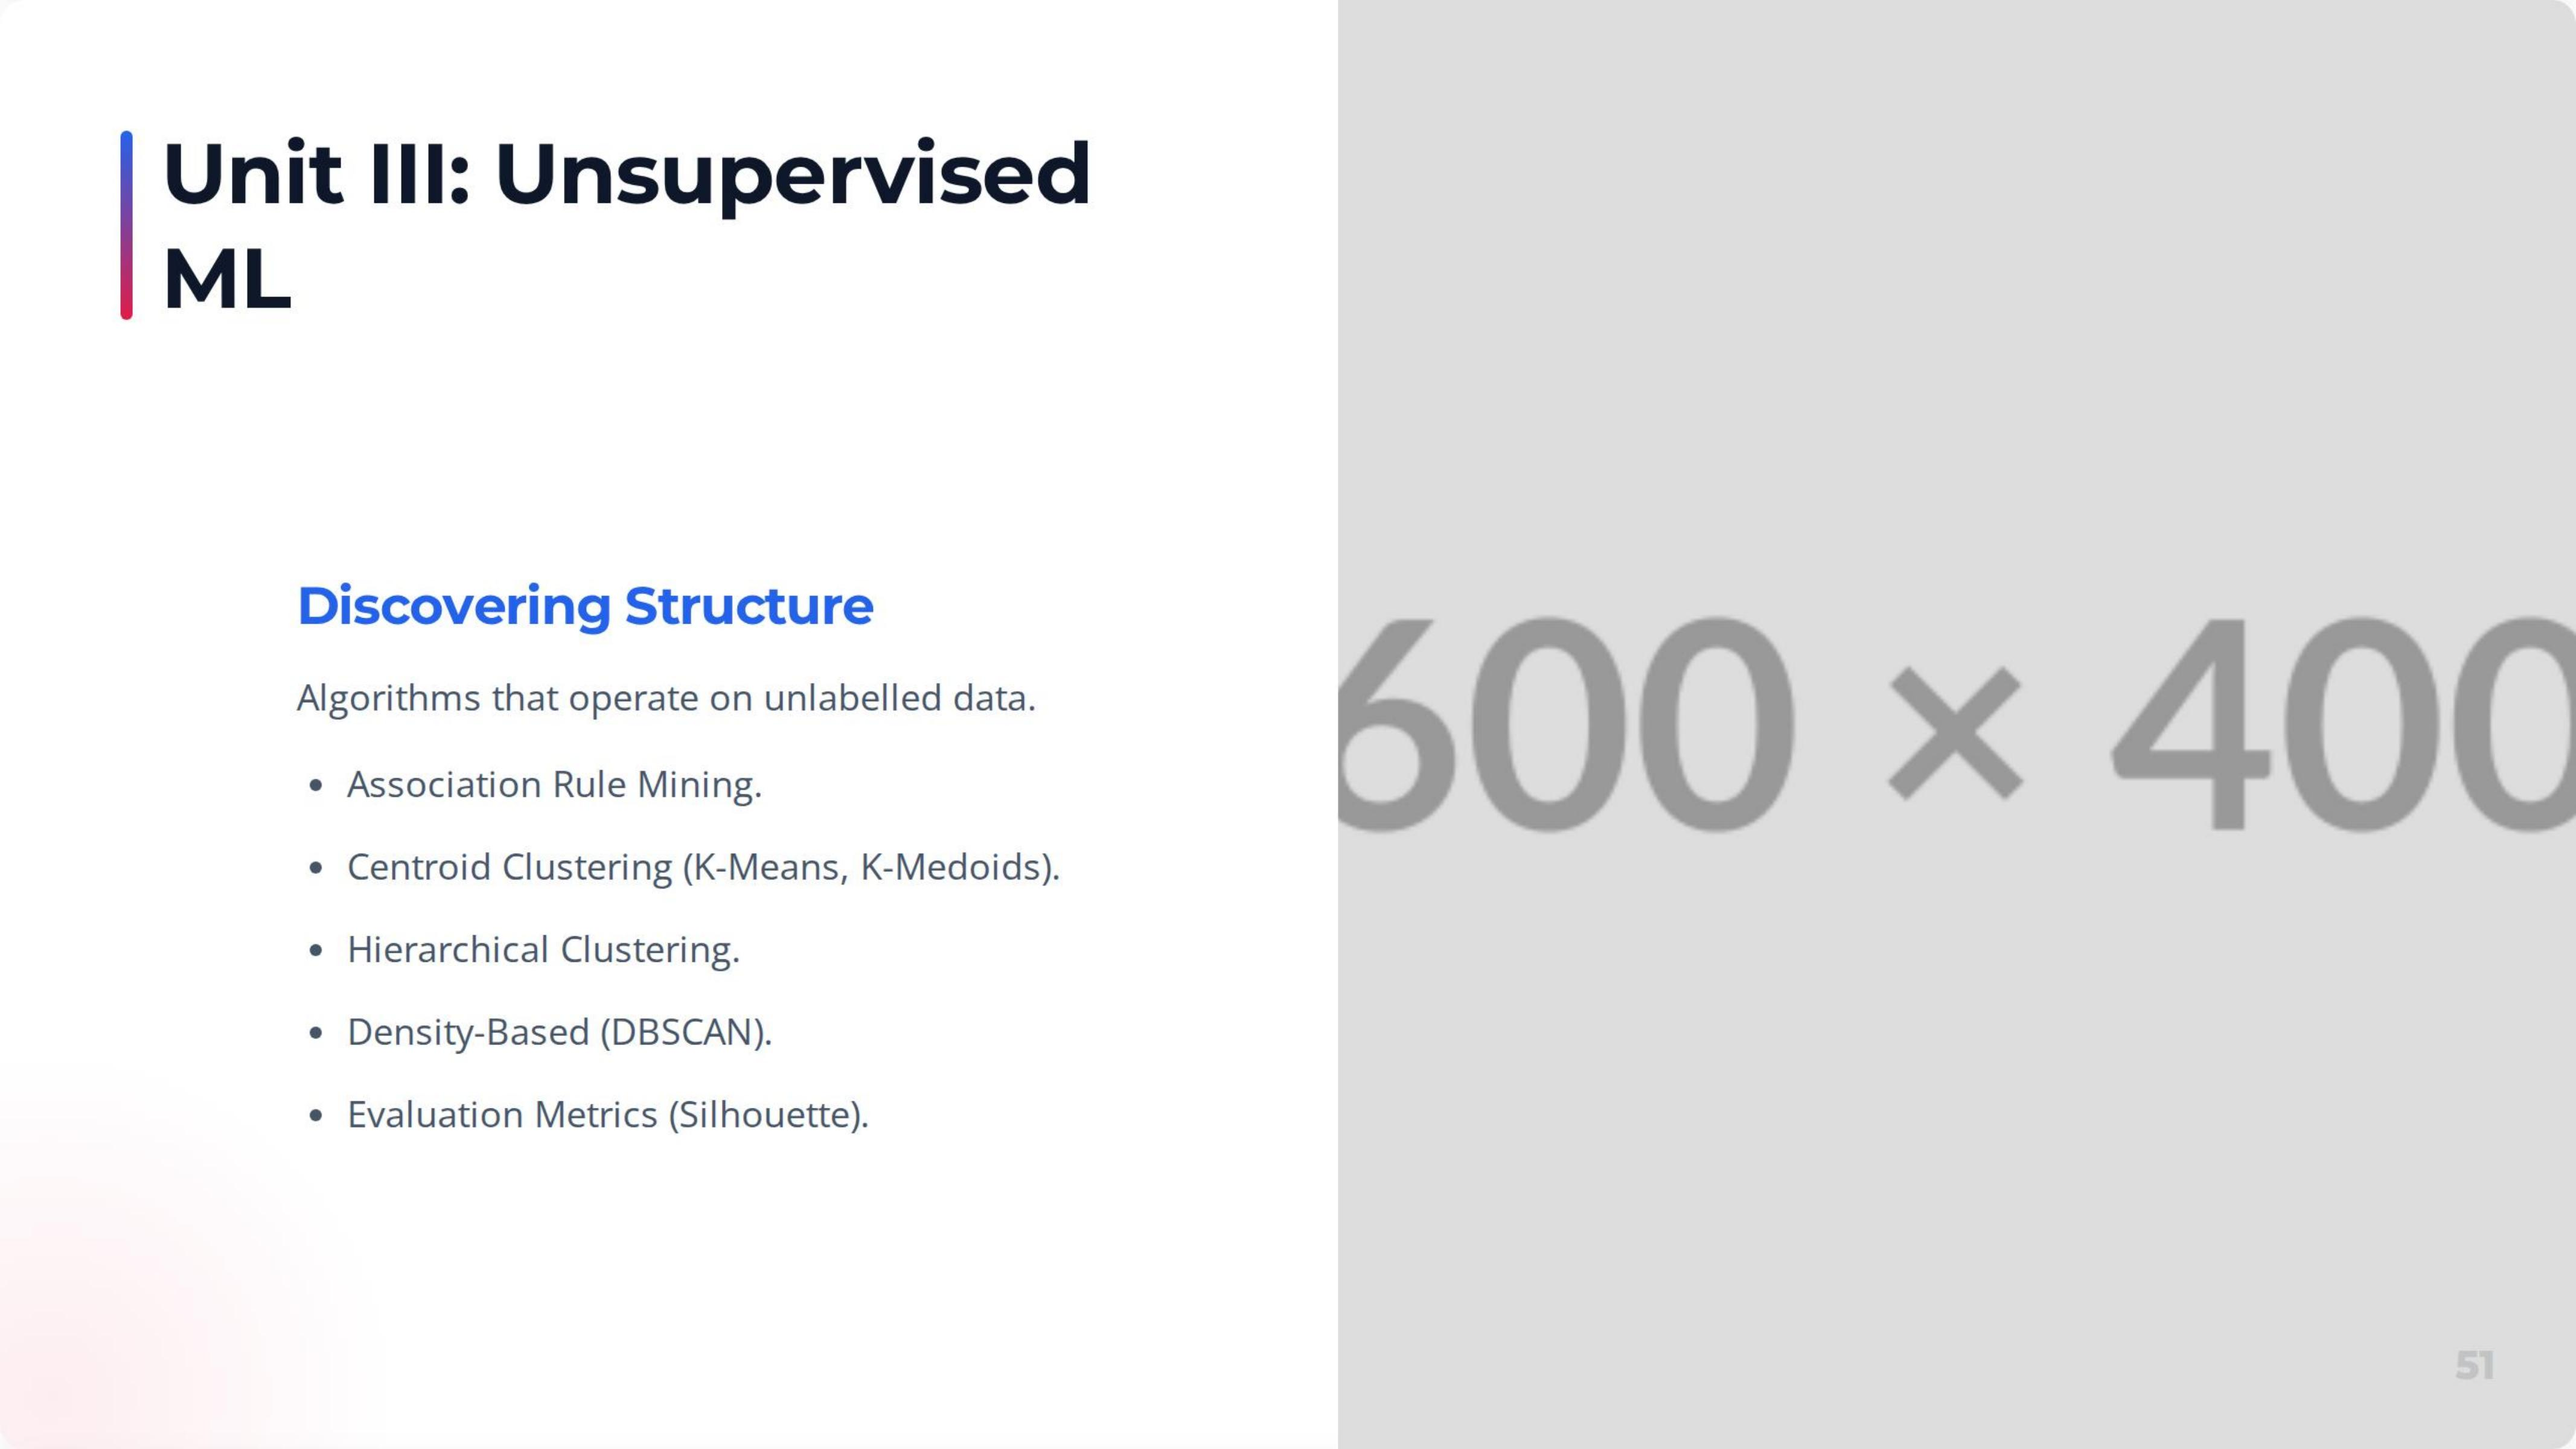 Unit III: Unsupervised
ML
Discovering Structure
Algorithms that operate on unlabelled data.
• Association Rule Mining.
• Centroid Clustering (K-Means, K-Medoids).
• Hierarchical Clustering.
• Density-Based (DBSCAN).
• Evaluation Metrics (Silhouette).
600 × 400
51